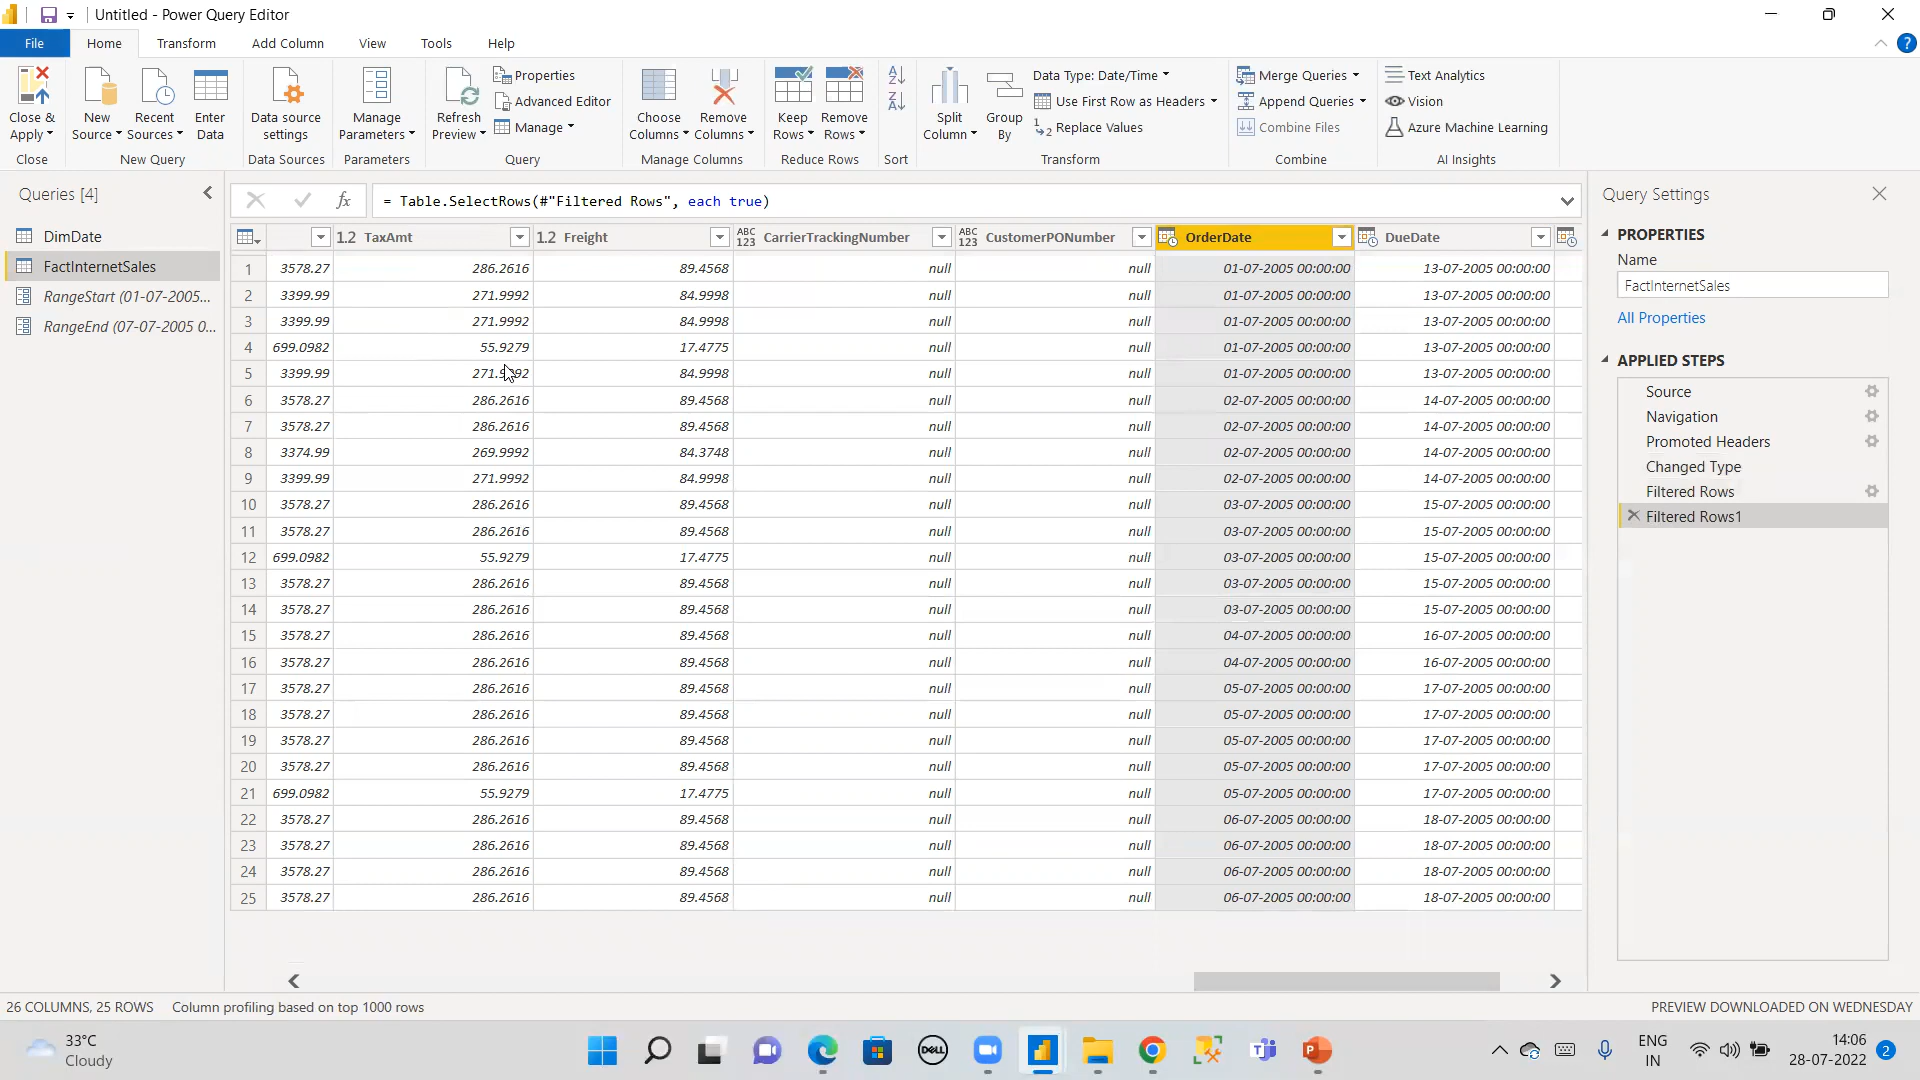 Untitled - Power Query Editor
File Home Transform Add Column View Tools Help
Close & Apply
New Source
Recent Sources
Enter Data
Data source settings
Manage Parameters
Refresh Preview
Properties
Advanced Editor
Manage
Choose Columns
Remove Columns
Keep Rows
Remove Rows
Split Column
Group By
Data Type: Date/Time
Use First Row as Headers
Replace Values
Merge Queries
Append Queries
Combine Files
Text Analytics
Vision
Azure Machine Learning
Close New Query Data Sources Parameters Query Manage Columns Reduce Rows Sort Transform Combine AI Insights
Queries [4]
DimDate
FactInternetSales
RangeStart (01-07-2005...
RangeEnd (07-07-2005 0...
fx = Table.SelectRows(#"Filtered Rows", each true)
1.2 TaxAmt 1.2 Freight ABC 123 CarrierTrackingNumber ABC 123 CustomerPONumber OrderDate DueDate
1 3578.27 286.2616 89.4568 null null 01-07-2005 00:00:00 13-07-2005 00:00:00
2 3399.99 271.9992 84.9998 null null 01-07-2005 00:00:00 13-07-2005 00:00:00
3 3399.99 271.9992 84.9998 null null 01-07-2005 00:00:00 13-07-2005 00:00:00
4 699.0982 55.9279 17.4775 null null 01-07-2005 00:00:00 13-07-2005 00:00:00
5 3399.99 271.9992 84.9998 null null 01-07-2005 00:00:00 13-07-2005 00:00:00
6 3578.27 286.2616 89.4568 null null 02-07-2005 00:00:00 14-07-2005 00:00:00
7 3578.27 286.2616 89.4568 null null 02-07-2005 00:00:00 14-07-2005 00:00:00
8 3374.99 269.9992 84.3748 null null 02-07-2005 00:00:00 14-07-2005 00:00:00
9 3399.99 271.9992 84.9998 null null 02-07-2005 00:00:00 14-07-2005 00:00:00
10 3578.27 286.2616 89.4568 null null 03-07-2005 00:00:00 15-07-2005 00:00:00
11 3578.27 286.2616 89.4568 null null 03-07-2005 00:00:00 15-07-2005 00:00:00
12 699.0982 55.9279 17.4775 null null 03-07-2005 00:00:00 15-07-2005 00:00:00
13 3578.27 286.2616 89.4568 null null 03-07-2005 00:00:00 15-07-2005 00:00:00
14 3578.27 286.2616 89.4568 null null 03-07-2005 00:00:00 15-07-2005 00:00:00
15 3578.27 286.2616 89.4568 null null 04-07-2005 00:00:00 16-07-2005 00:00:00
16 3578.27 286.2616 89.4568 null null 04-07-2005 00:00:00 16-07-2005 00:00:00
17 3578.27 286.2616 89.4568 null null 05-07-2005 00:00:00 17-07-2005 00:00:00
18 3578.27 286.2616 89.4568 null null 05-07-2005 00:00:00 17-07-2005 00:00:00
19 3578.27 286.2616 89.4568 null null 05-07-2005 00:00:00 17-07-2005 00:00:00
20 3578.27 286.2616 89.4568 null null 05-07-2005 00:00:00 17-07-2005 00:00:00
21 699.0982 55.9279 17.4775 null null 05-07-2005 00:00:00 17-07-2005 00:00:00
22 3578.27 286.2616 89.4568 null null 06-07-2005 00:00:00 18-07-2005 00:00:00
23 3578.27 286.2616 89.4568 null null 06-07-2005 00:00:00 18-07-2005 00:00:00
24 3578.27 286.2616 89.4568 null null 06-07-2005 00:00:00 18-07-2005 00:00:00
25 3578.27 286.2616 89.4568 null null 06-07-2005 00:00:00 18-07-2005 00:00:00
Query Settings
PROPERTIES
Name
FactInternetSales
All Properties
APPLIED STEPS
Source
Navigation
Promoted Headers
Changed Type
Filtered Rows
Filtered Rows1
26 COLUMNS, 25 ROWS Column profiling based on top 1000 rows PREVIEW DOWNLOADED ON WEDNESDAY
33°C
Cloudy
DELL
ENG
IN
14:06
28-07-2022
2